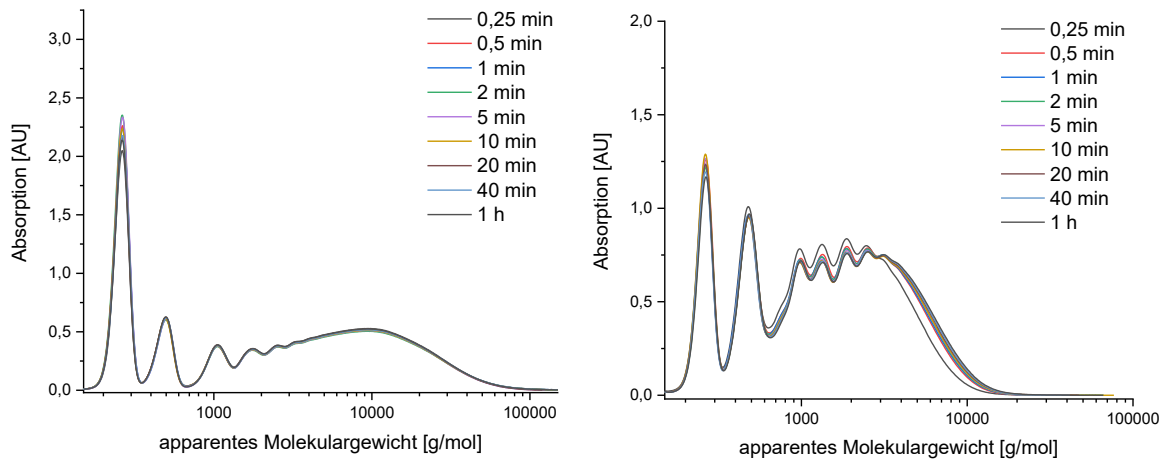 3,0
2,5
2,0
1,5
1,0
0,5
0,0
Absorption [AU]
1000
10000
100000
apparentes Molekulargewicht [g/mol]
0,25 min
0,5 min
1 min
2 min
5 min
10 min
20 min
40 min
1 h
2,0
1,5
1,0
0,5
0,0
Absorption [AU]
1000
10000
100000
apparentes Molekulargewicht [g/mol]
0,25 min
0,5 min
1 min
2 min
5 min
10 min
20 min
40 min
1 h